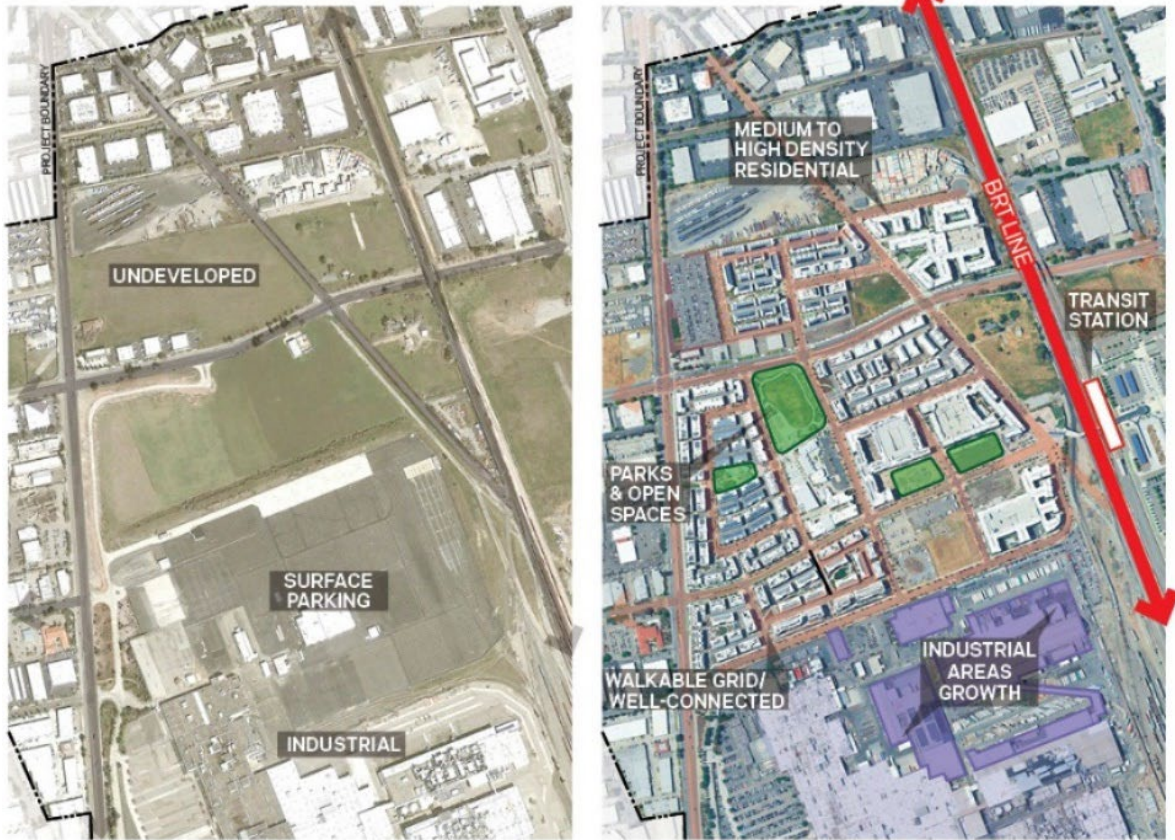 PROJECT BOUNDARY
UNDEVELOPED
SURFACE
PARKING
INDUSTRIAL
PROJECT BOUNDARY
MEDIUM TO
HIGH DENSITY
RESIDENTIAL
BRT LINE
TRANSIT
STATION
PARKS
& OPEN
SPACES
WALKABLE GRID/
WELL-CONNECTED
INDUSTRIAL
AREAS
GROWTH